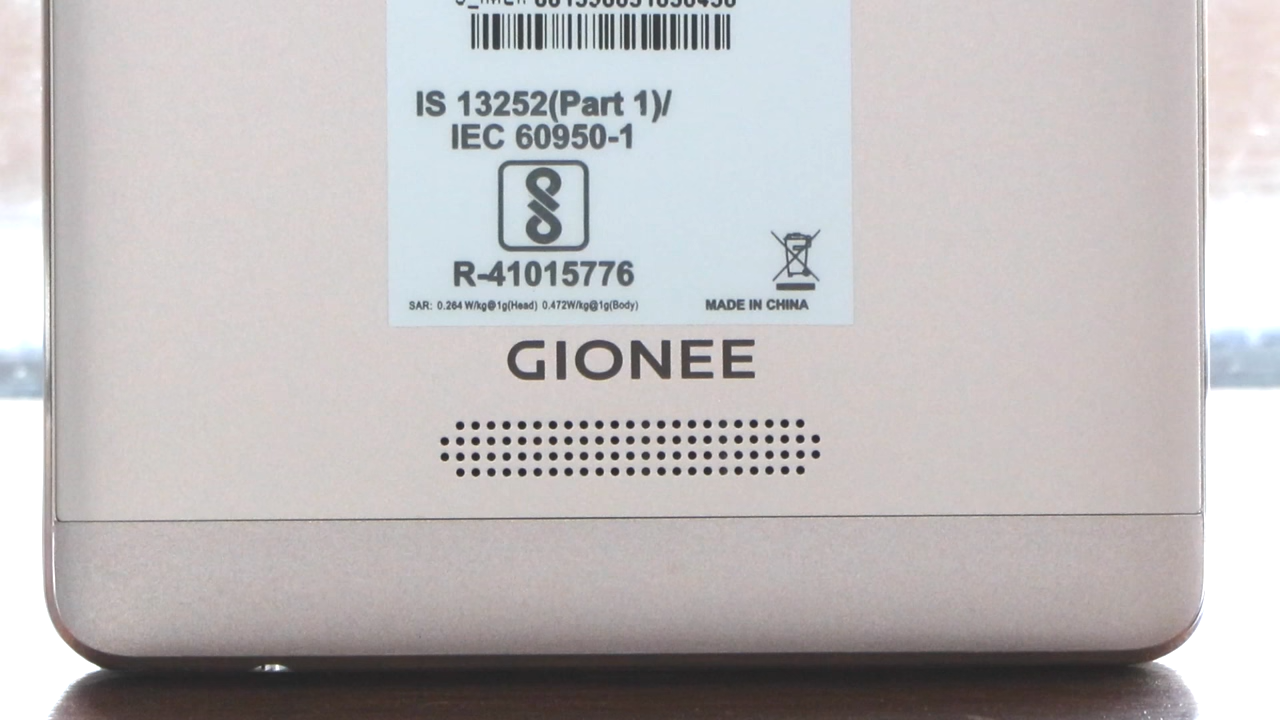 IS 13252(Part 1)/
IEC 60950-1
R-41015776
SAR: 0.264 W/kg@1g(Head) 0.472W/kg@1g(Body)
MADE IN CHINA
GIONEE